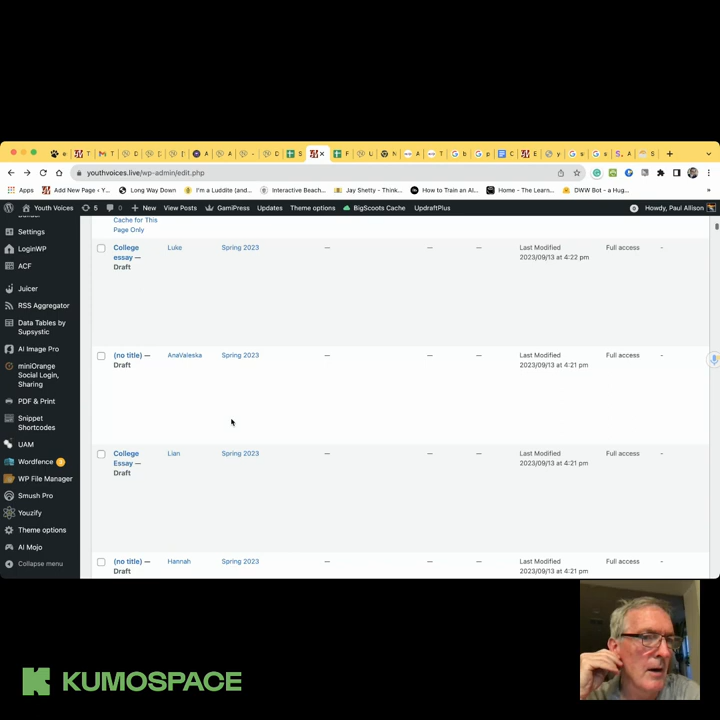 youthvoices.live/wp-admin/edit.php
Apps Add New Page ‹ Y... Long Way Down I'm a Luddite (and... Interactive Beach... Jay Shetty - Think... How to Train an AI... Home - The Learn... DWW Bot - a Hug...
Youth Voices 5 0 + New View Posts GamiPress Updates Theme options BigScoots Cache UpdraftPlus 0 Howdy, Paul Allison
Settings
LoginWP
ACF
Juicer
RSS Aggregator
Data Tables by
Supsystic
AI Image Pro
miniOrange
Social Login,
Sharing
PDF & Print
Snippet
Shortcodes
UAM
Wordfence
WP File Manager
Smush Pro
Youzify
Theme options
AI Mojo
Collapse menu
Cache for This
Page Only
College Luke Spring 2023 — — — Last Modified Full access -
essay — 2023/09/13 at 4:22 pm
Draft
(no title) — AnaValeska Spring 2023 — — — Last Modified Full access -
Draft 2023/09/13 at 4:21 pm
College Lian Spring 2023 — — — Last Modified Full access -
Essay — 2023/09/13 at 4:21 pm
Draft
(no title) — Hannah Spring 2023 — — — Last Modified Full access -
Draft 2023/09/13 at 4:21 pm
KUMOSPACE